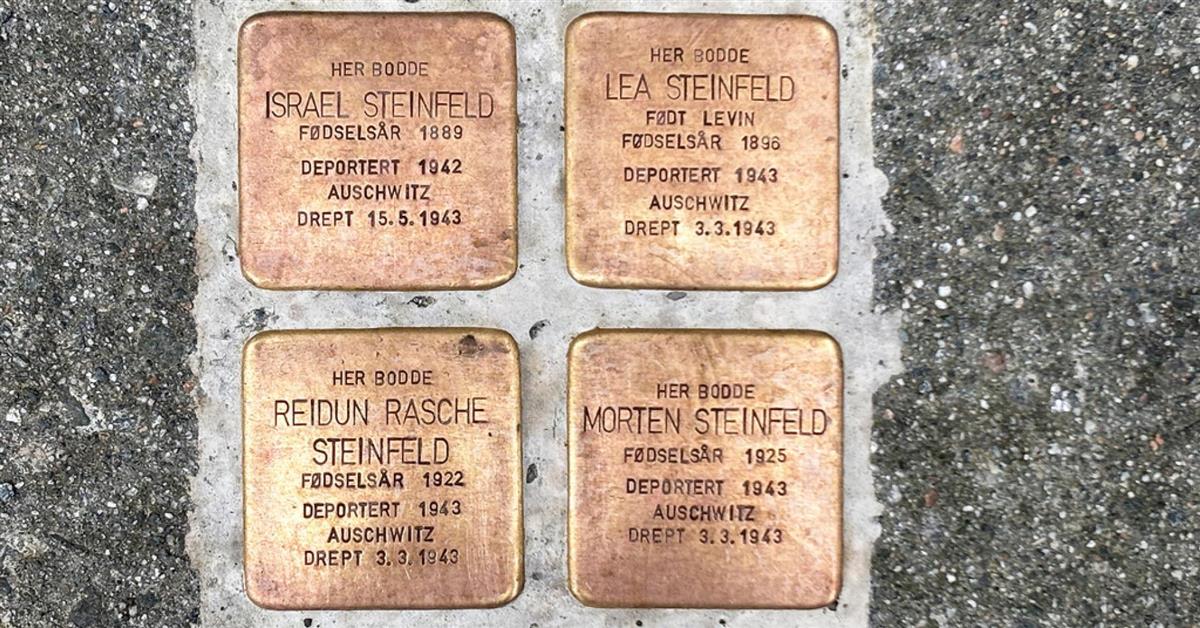 HER BODDE
ISRAEL STEINFELD
FØDSELSÅR 1889
DEPORTERT 1942
AUSCHWITZ
DREPT 15.5.1943
HER BODDE
LEA STEINFELD
FØDT LEVIN
FØDSELSÅR 1896
DEPORTERT 1943
AUSCHWITZ
DREPT 3.3.1943
HER BODDE
REIDUN RASCHE
STEINFELD
FØDSELSÅR 1922
DEPORTERT 1943
AUSCHWITZ
DREPT 3.3.1943
HER BODDE
MORTEN STEINFELD
FØDSELSÅR 1925
DEPORTERT 1943
AUSCHWITZ
DREPT 3.3.1943